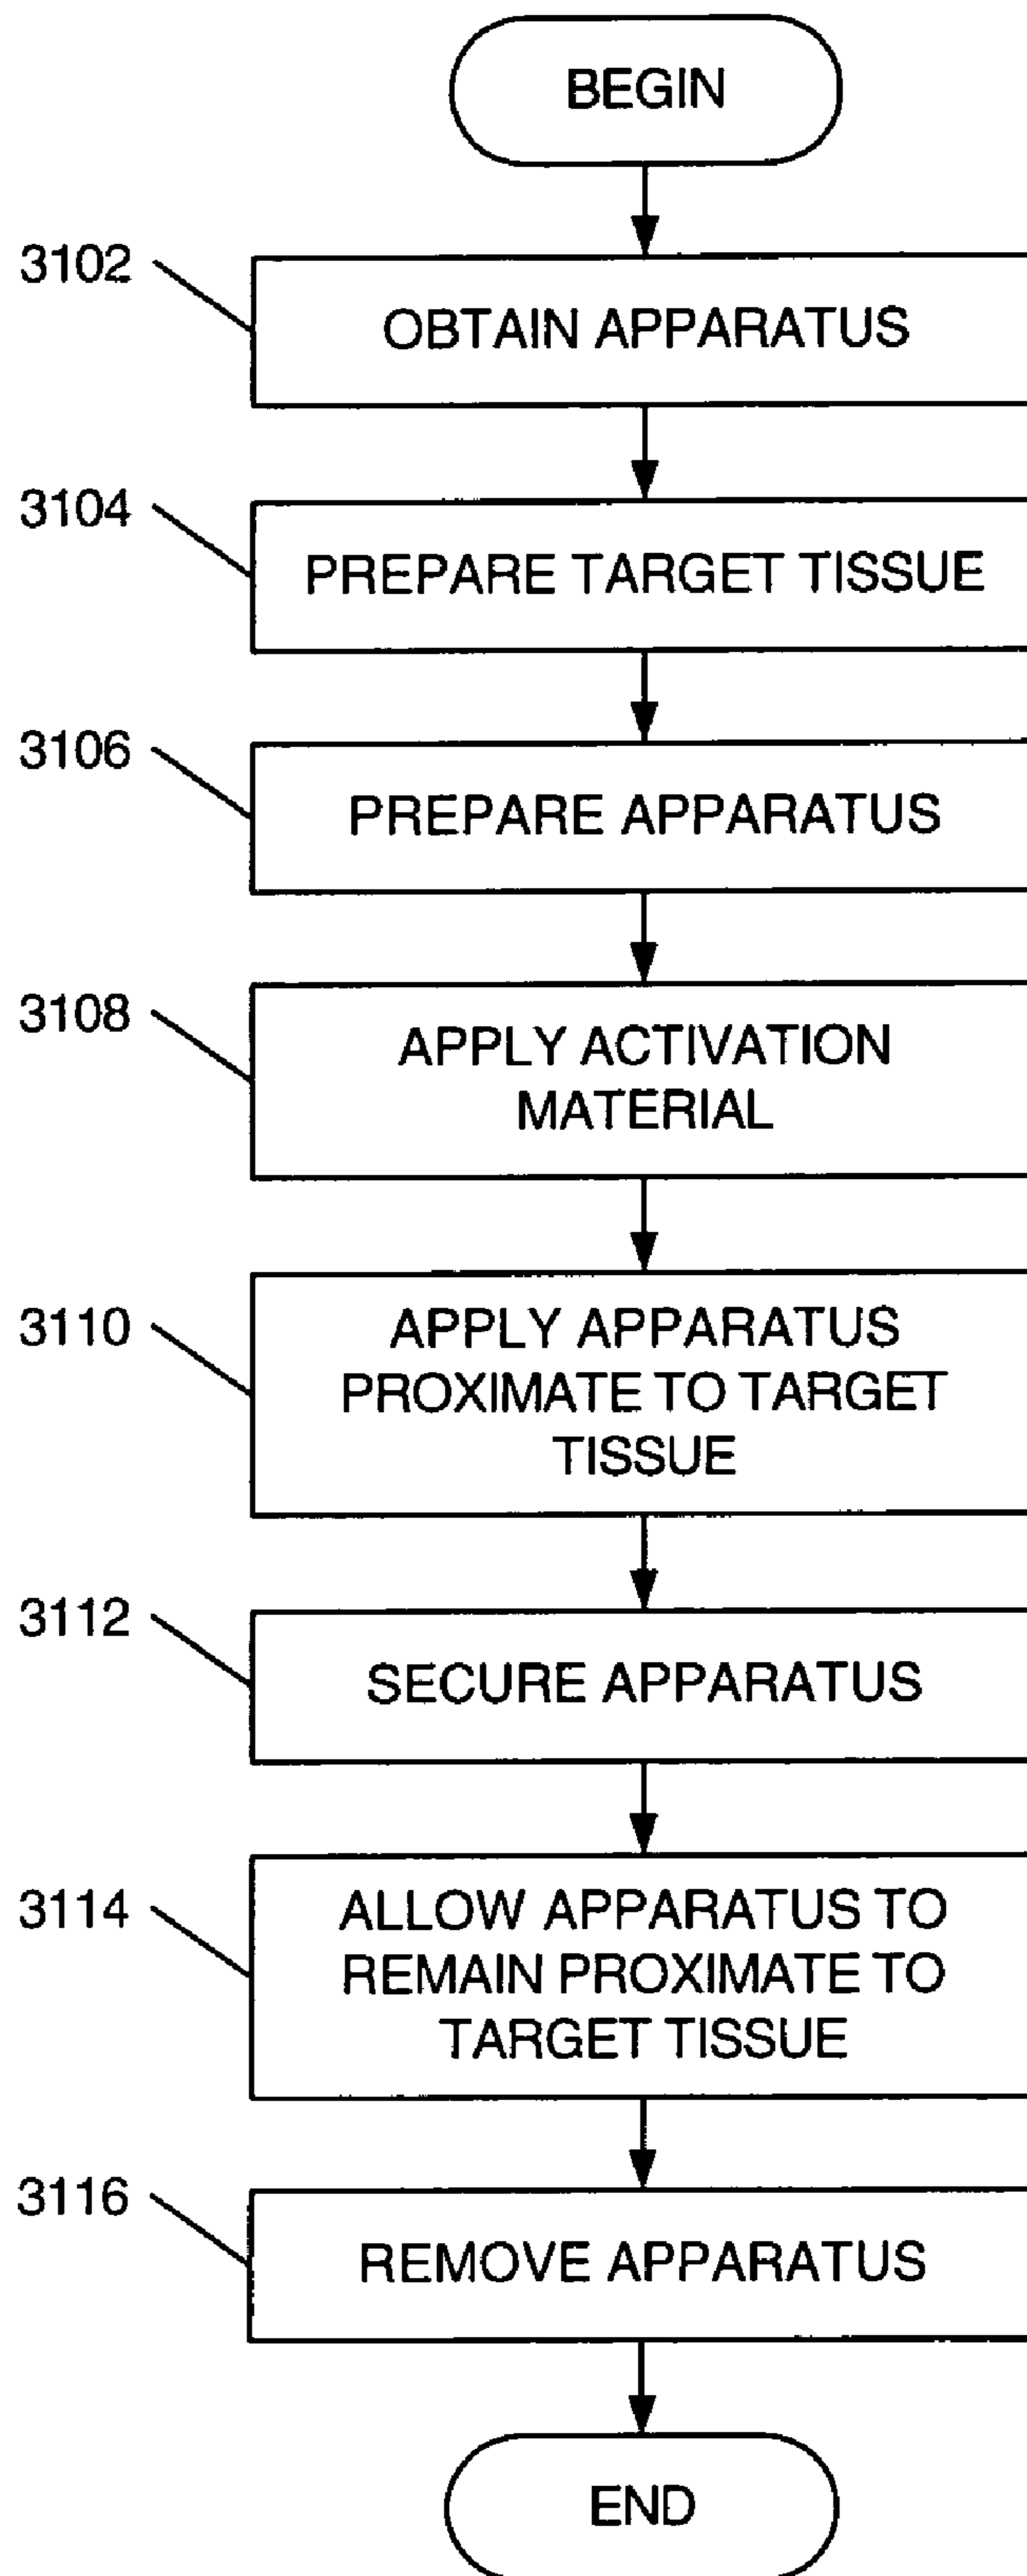 BEGIN
3102
OBTAIN APPARATUS
3104
PREPARE TARGET TISSUE
3106
PREPARE APPARATUS
3108
APPLY ACTIVATION
MATERIAL
3110
APPLY APPARATUS
PROXIMATE TO TARGET
TISSUE
3112
SECURE APPARATUS
3114
ALLOW APPARATUS TO
REMAIN PROXIMATE TO
TARGET TISSUE
3116
REMOVE APPARATUS
END